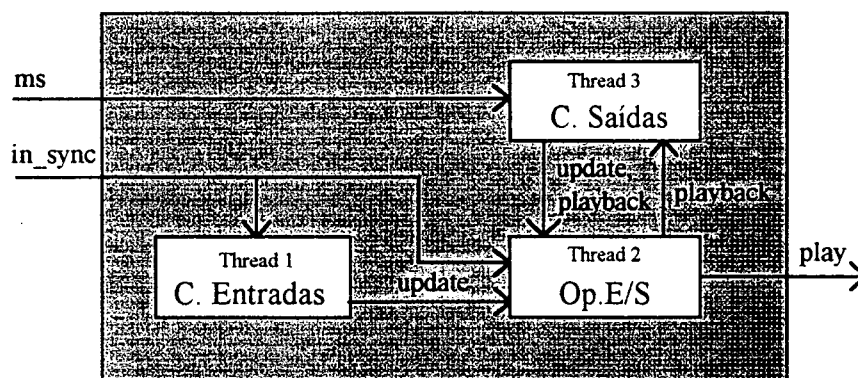 ms
Thread 3
C. Saídas
in_sync
update,
playback
playback
Thread 1
C. Entradas
update,
Thread 2
Op.E/S
play